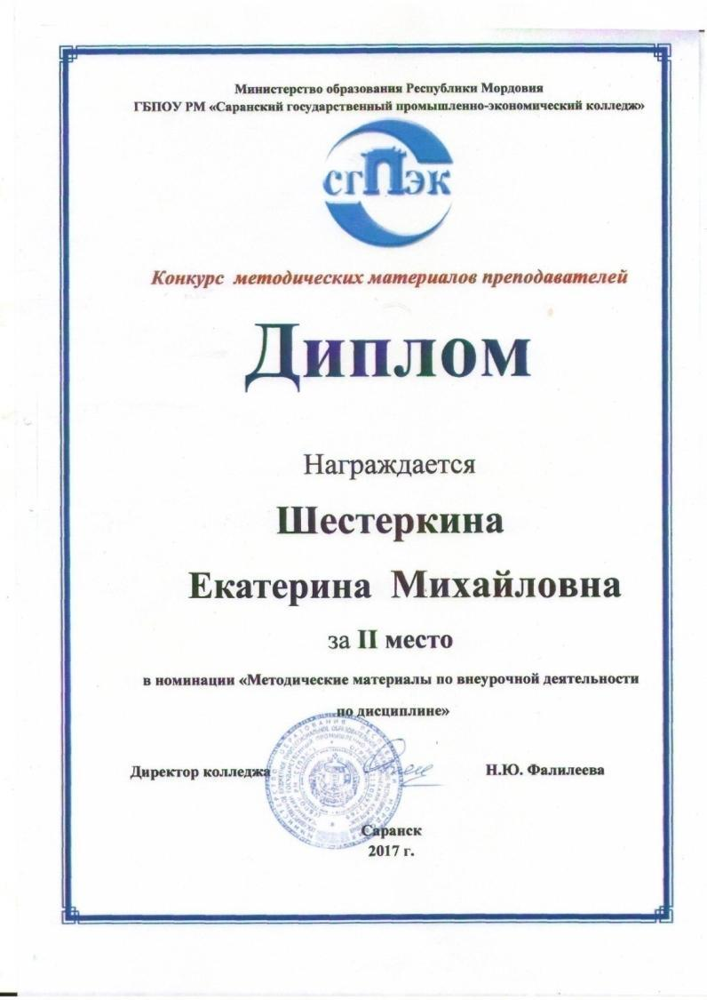 Министерство образования Республики Мордовия
ГБПОУ РМ «Саранский государственный промышленно-экономический колледж»
СГПЭК
Конкурс методических материалов преподавателей
Диплом
Награждается
Шестеркина
Екатерина Михайловна
за II место
в номинации «Методические материалы по внеурочной деятельности
по дисциплине»
Директор колледжа Н.Ю. Фалилеева
Саранск
2017 г.